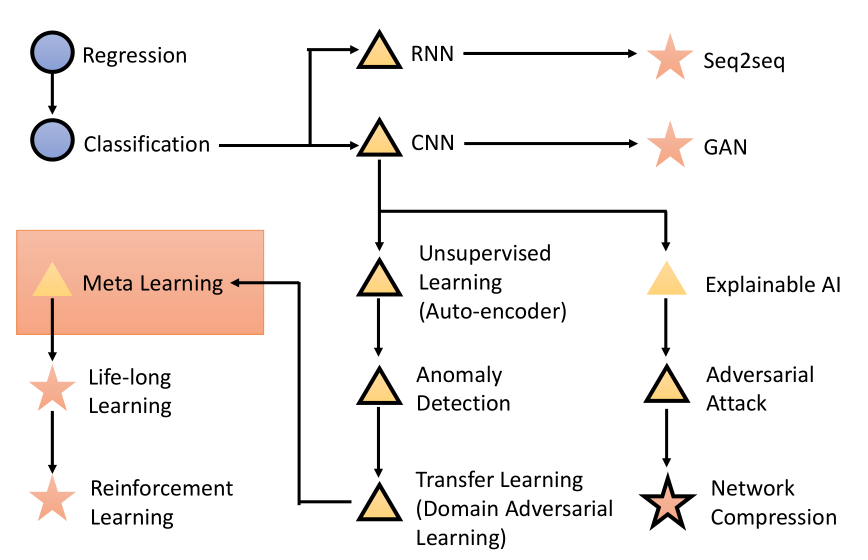 Regression
RNN
Seq2seq
Classification
CNN
GAN
Meta Learning
Unsupervised
Learning
(Auto-encoder)
Explainable AI
Life-long
Learning
Anomaly
Detection
Adversarial
Attack
Reinforcement
Learning
Transfer Learning
(Domain Adversarial
Learning)
Network
Compression